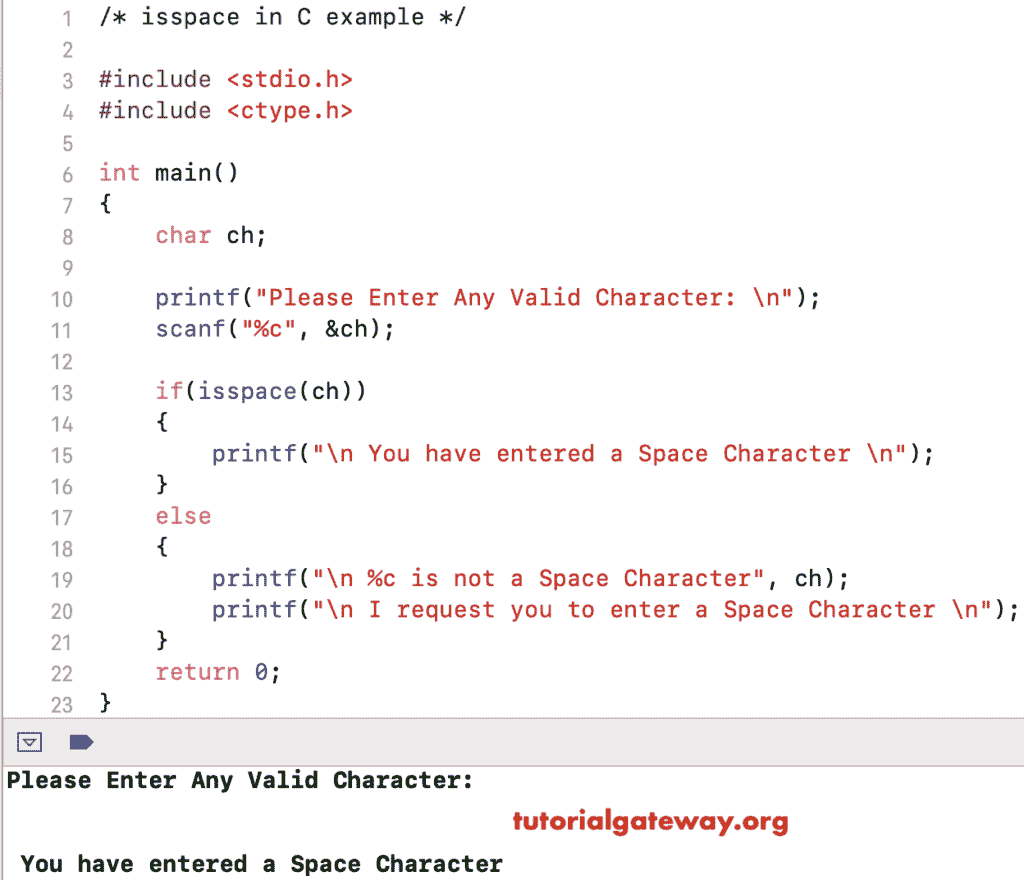 1 /* isspace in C example */
2
3 #include <stdio.h>
4 #include <ctype.h>
5
6 int main()
7 {
8     char ch;
9
10     printf("Please Enter Any Valid Character: \n");
11     scanf("%c", &ch);
12
13     if(isspace(ch))
14     {
15         printf("\n You have entered a Space Character \n");
16     }
17     else
18     {
19         printf("\n %c is not a Space Character", ch);
20         printf("\n I request you to enter a Space Character \n");
21     }
22     return 0;
23 }
Please Enter Any Valid Character:
tutorialgateway.org
You have entered a Space Character